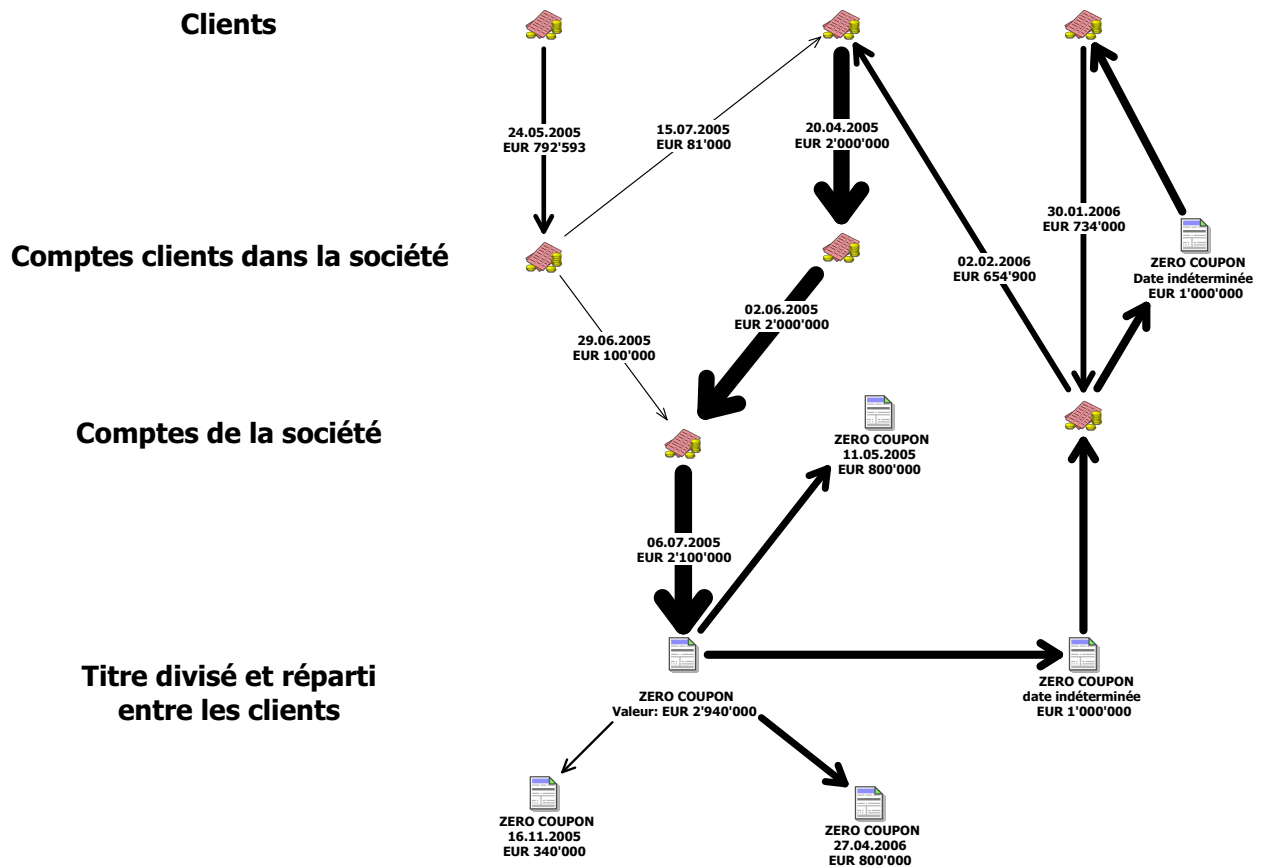 Clients
24.05.2005
EUR 792'593
15.07.2005
EUR 81'000
20.04.2005
EUR 2'000'000
30.01.2006
EUR 734'000
Comptes clients dans la société
02.02.2006
EUR 654'900
ZERO COUPON
Date indéterminée
EUR 1'000'000
29.06.2005
EUR 100'000
02.06.2005
EUR 2'000'000
Comptes de la société
ZERO COUPON
11.05.2005
EUR 800'000
06.07.2005
EUR 2'100'000
Titre divisé et réparti
entre les clients
ZERO COUPON
Valeur: EUR 2'940'000
ZERO COUPON
date indéterminée
EUR 1'000'000
ZERO COUPON
16.11.2005
EUR 340'000
ZERO COUPON
27.04.2006
EUR 800'000